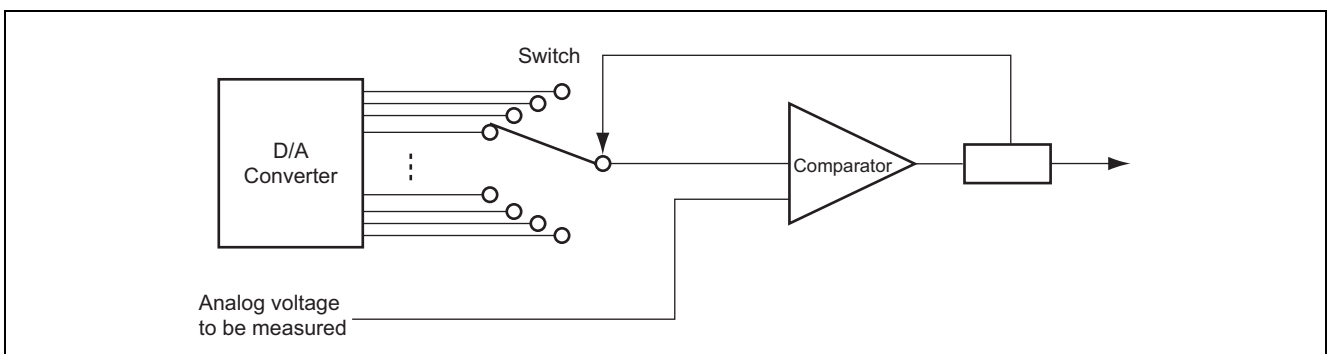 Switch
D/A
Converter
Comparator
Analog voltage
to be measured